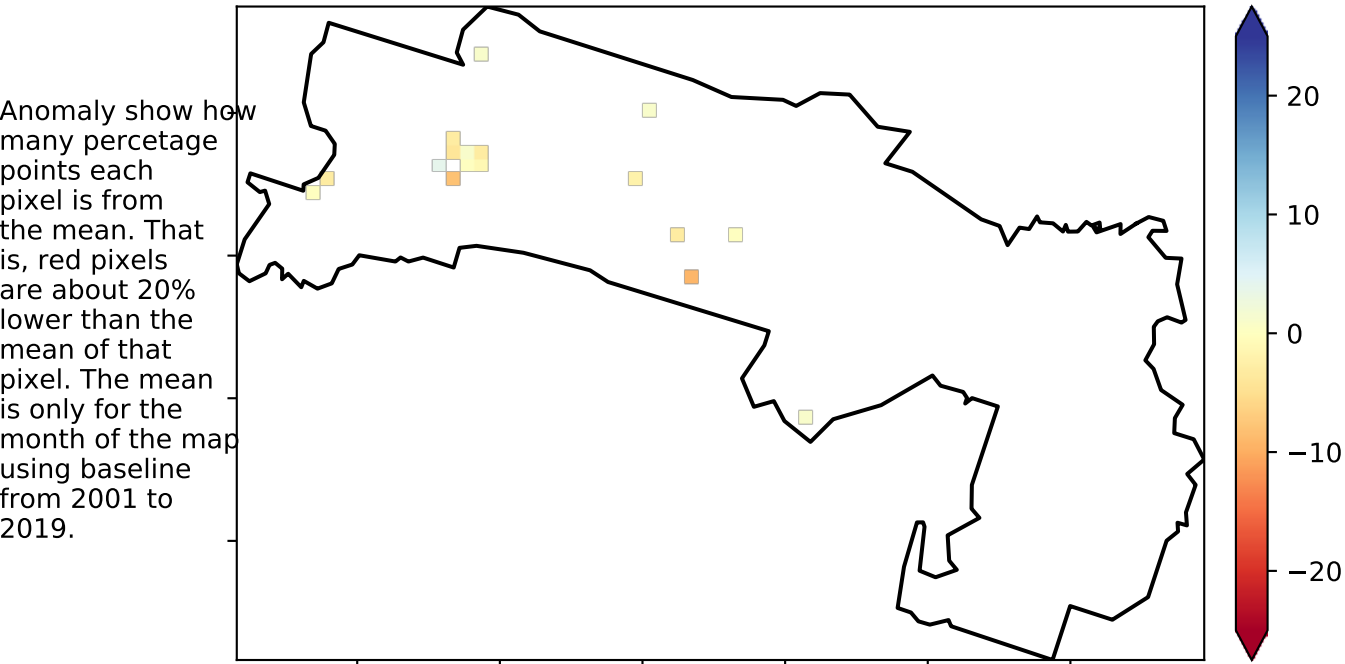 Anomaly show how
many percetage
points each
pixel is from
the mean. That
is, red pixels
are about 20%
lower than the
mean of that
pixel. The mean
is only for the
month of the map
using baseline
from 2001 to
2019.
20
10
0
−10
−20